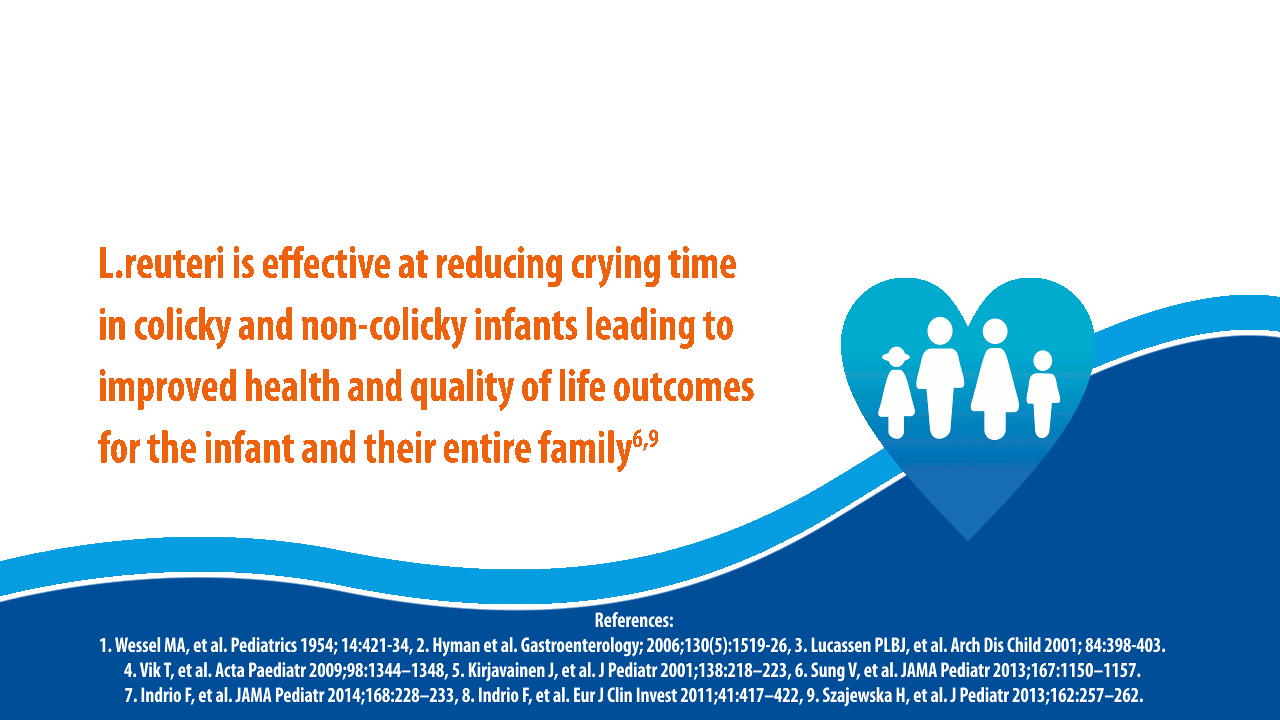 L.reuteri is effective at reducing crying time
in colicky and non-colicky infants leading to
improved health and quality of life outcomes
for the infant and their entire family6,9
References:
1. Wessel MA, et al. Pediatrics 1954; 14:421-34, 2. Hyman et al. Gastroenterology; 2006;130(5):1519-26, 3. Lucassen PLBJ, et al. Arch Dis Child 2001; 84:398-403.
4. Vik T, et al. Acta Paediatr 2009;98:1344–1348, 5. Kirjavainen J, et al. J Pediatr 2001;138:218–223, 6. Sung V, et al. JAMA Pediatr 2013;167:1150–1157.
7. Indrio F, et al. JAMA Pediatr 2014;168:228–233, 8. Indrio F, et al. Eur J Clin Invest 2011;41:417–422, 9. Szajewska H, et al. J Pediatr 2013;162:257–262.